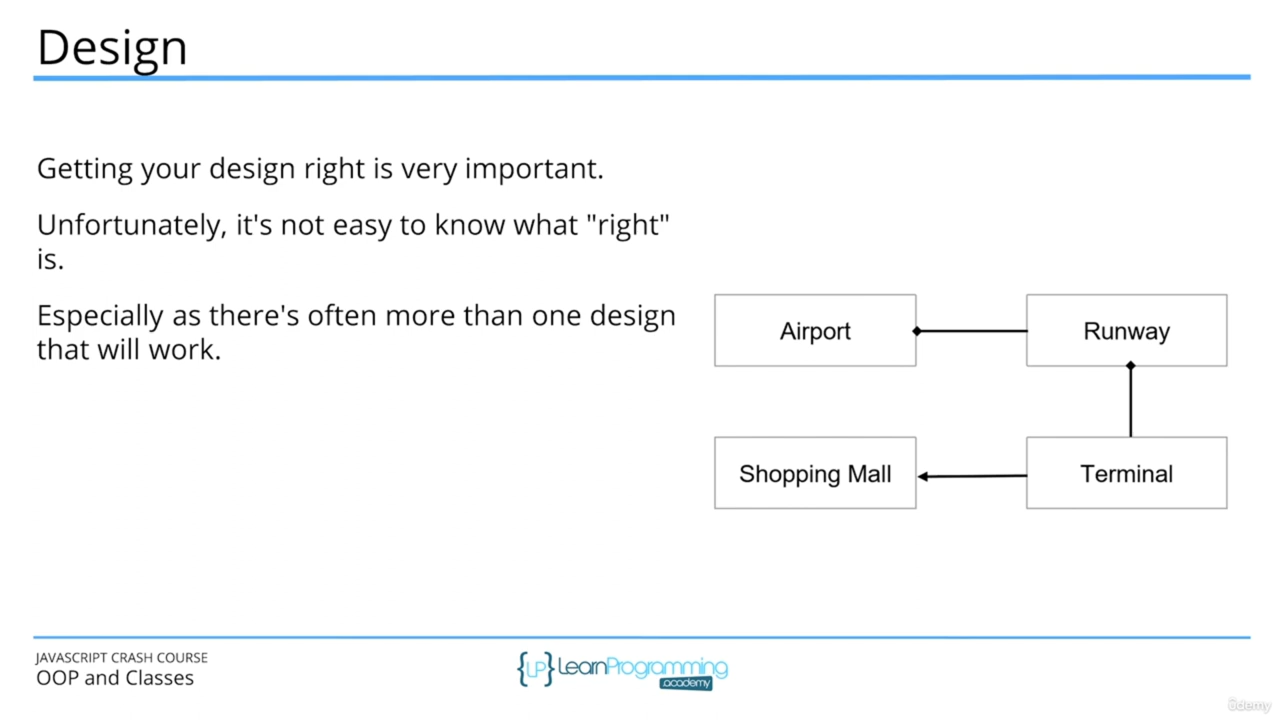 Design
Getting your design right is very important.
Unfortunately, it's not easy to know what "right"
is.
Especially as there's often more than one design
that will work.
Airport
Runway
Shopping Mall
Terminal
JAVASCRIPT CRASH COURSE
OOP and Classes
{LP} LearnProgramming
.academy
ûdemy